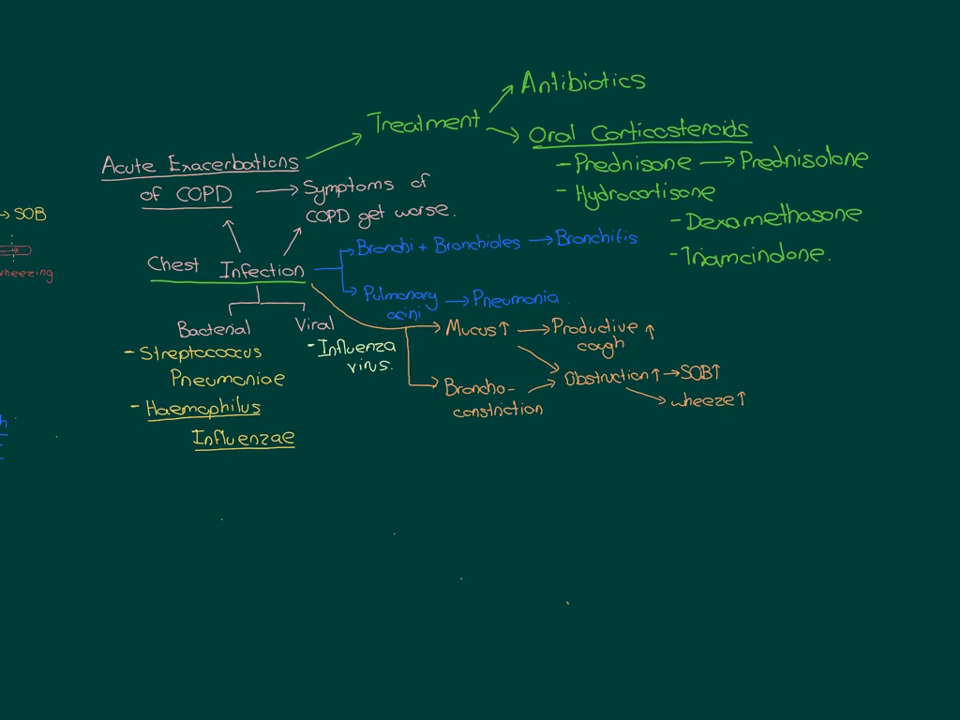 Antibiotics
Treatment
Oral Corticosteroids
- Prednisone → Prednisolone
- Hydrocortisone
- Dexamethasone
- Triamcindone.
Acute Exacerbations
of COPD → Symptoms of
COPD get worse.
→ SOB
wheezing
Chest Infection
Bronchi + Bronchioles → Bronchitis
Pulmonary → Pneumonia.
acini
Bacterial
Viral
- Streptococcus
Pneumoniae
- Haemophilus
Influenzae
- Influenza
virus.
Mucus ↑ → Productive ↑
cough
Broncho-
constriction
Obstruction ↑ → SOB ↑
wheeze ↑